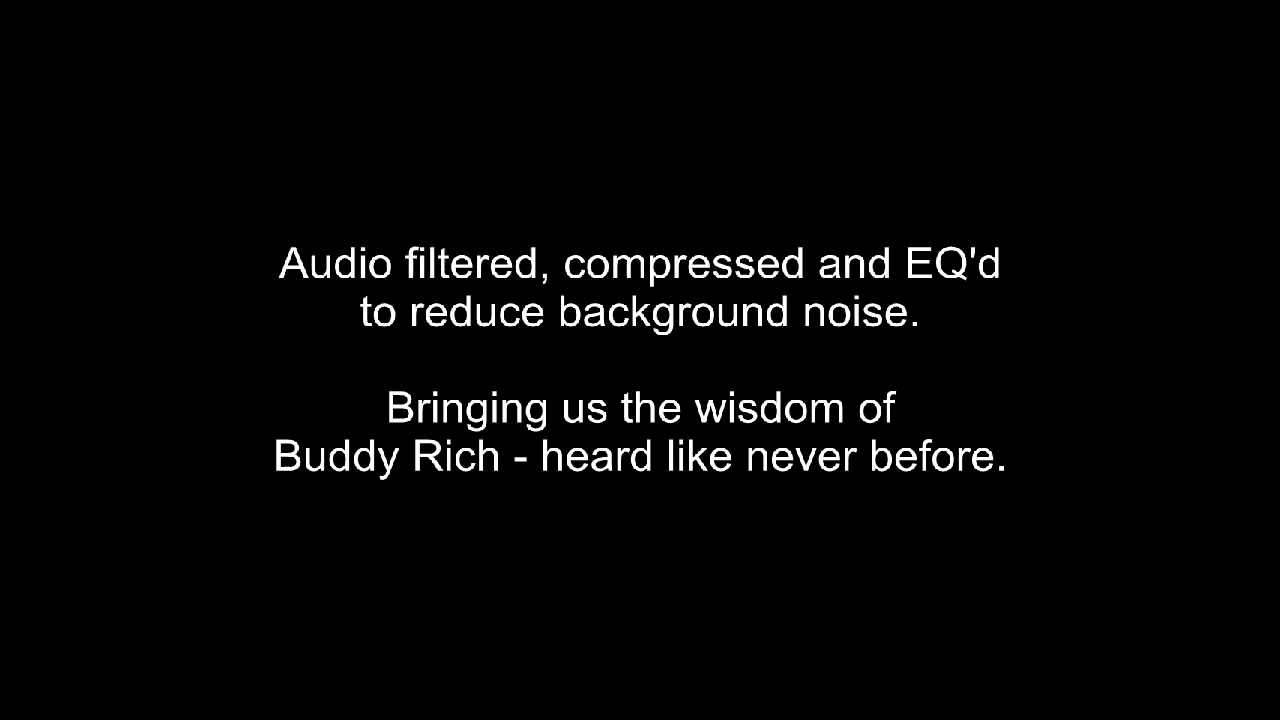 Audio filtered, compressed and EQ'd
to reduce background noise.
Bringing us the wisdom of
Buddy Rich - heard like never before.